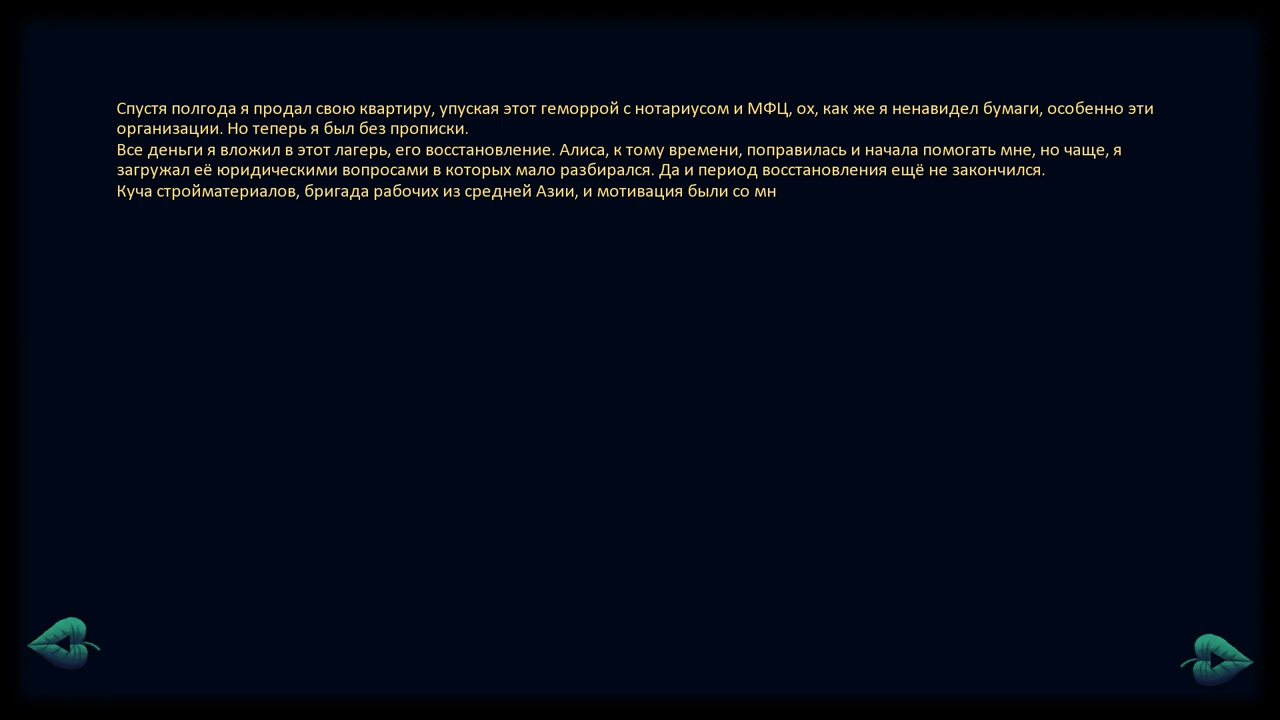 Спустя полгода я продал свою квартиру, упуская этот геморрой с нотариусом и МФЦ, ох, как же я ненавидел бумаги, особенно эти
организации. Но теперь я был без прописки.
Все деньги я вложил в этот лагерь, его восстановление. Алиса, к тому времени, поправилась и начала помогать мне, но чаще, я
загружал её юридическими вопросами в которых мало разбирался. Да и период восстановления ещё не закончился.
Куча стройматериалов, бригада рабочих из средней Азии, и мотивация были со мн